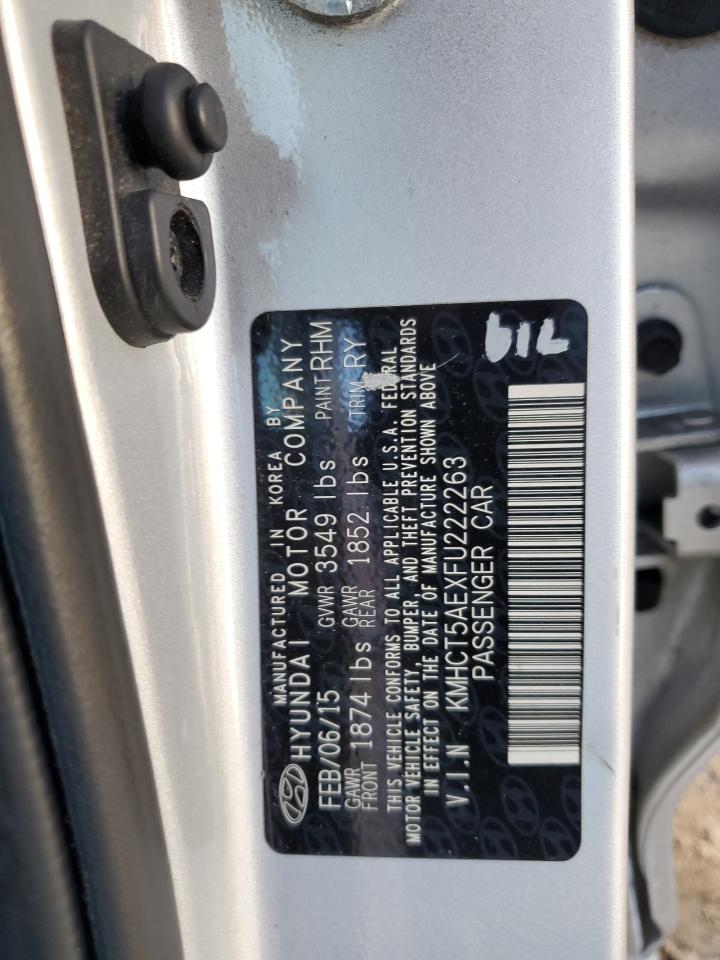 MANUFACTURED IN KOREA BY
HYUNDAI MOTOR COMPANY
FEB/06/15 GVWR 3549 lbs PAINT RHM
GAWR FRONT 1874 lbs GAWR REAR 1852 lbs TRIM RY
THIS VEHICLE CONFORMS TO ALL APPLICABLE U.S.A. FEDERAL
MOTOR VEHICLE SAFETY, BUMPER, AND THEFT PREVENTION STANDARDS
IN EFFECT ON THE DATE OF MANUFACTURE SHOWN ABOVE
V.I.N KMHCT5AEXFU222263
PASSENGER CAR